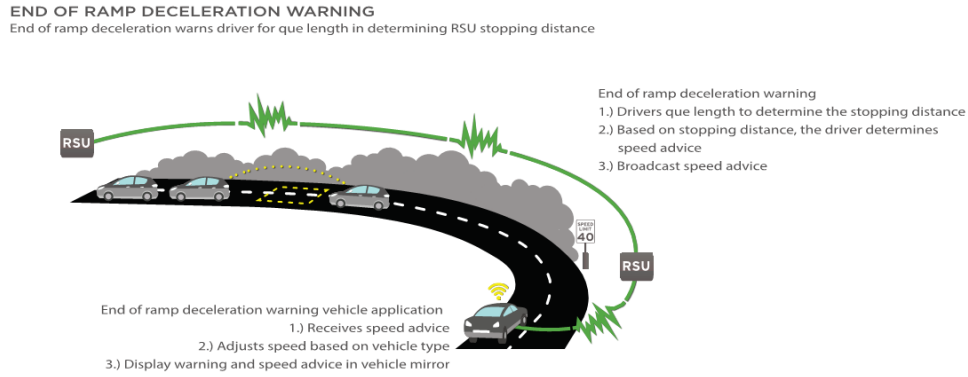 END OF RAMP DECELERATION WARNING
End of ramp deceleration warns driver for que length in determining RSU stopping distance
End of ramp deceleration warning
1.) Drivers que length to determine the stopping distance
2.) Based on stopping distance, the driver determines
speed advice
3.) Broadcast speed advice
RSU
SPEED
LIMIT
40
RSU
End of ramp deceleration warning vehicle application
1.) Receives speed advice
2.) Adjusts speed based on vehicle type
3.) Display warning and speed advice in vehicle mirror